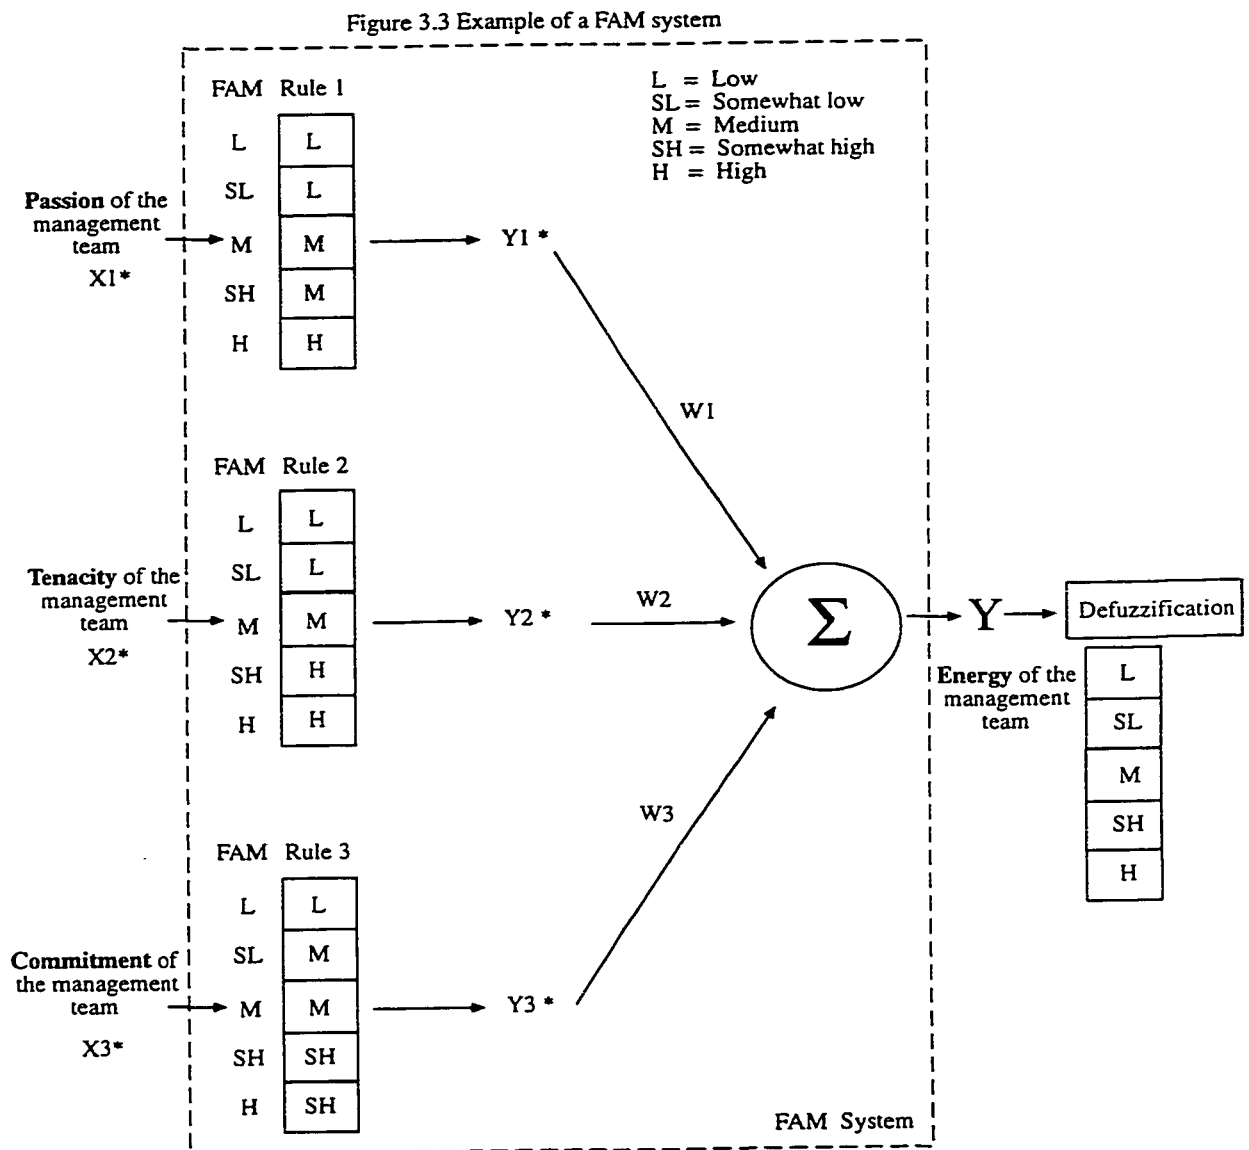 Figure 3.3 Example of a FAM system
L = Low
SL = Somewhat low
M = Medium
SH = Somewhat high
H = High
FAM Rule 1
L L
SL L
M M
SH M
H H
Passion of the
management
team
X1*
Y1 *
W1
FAM Rule 2
L L
SL L
M M
SH H
H H
Tenacity of the
management
team
X2*
Y2 *
W2
Σ
Y
Defuzzification
Energy of the
management
team
L
SL
M
SH
H
FAM Rule 3
L L
SL M
M M
SH SH
H SH
Commitment of
the management
team
X3*
Y3 *
W3
FAM System